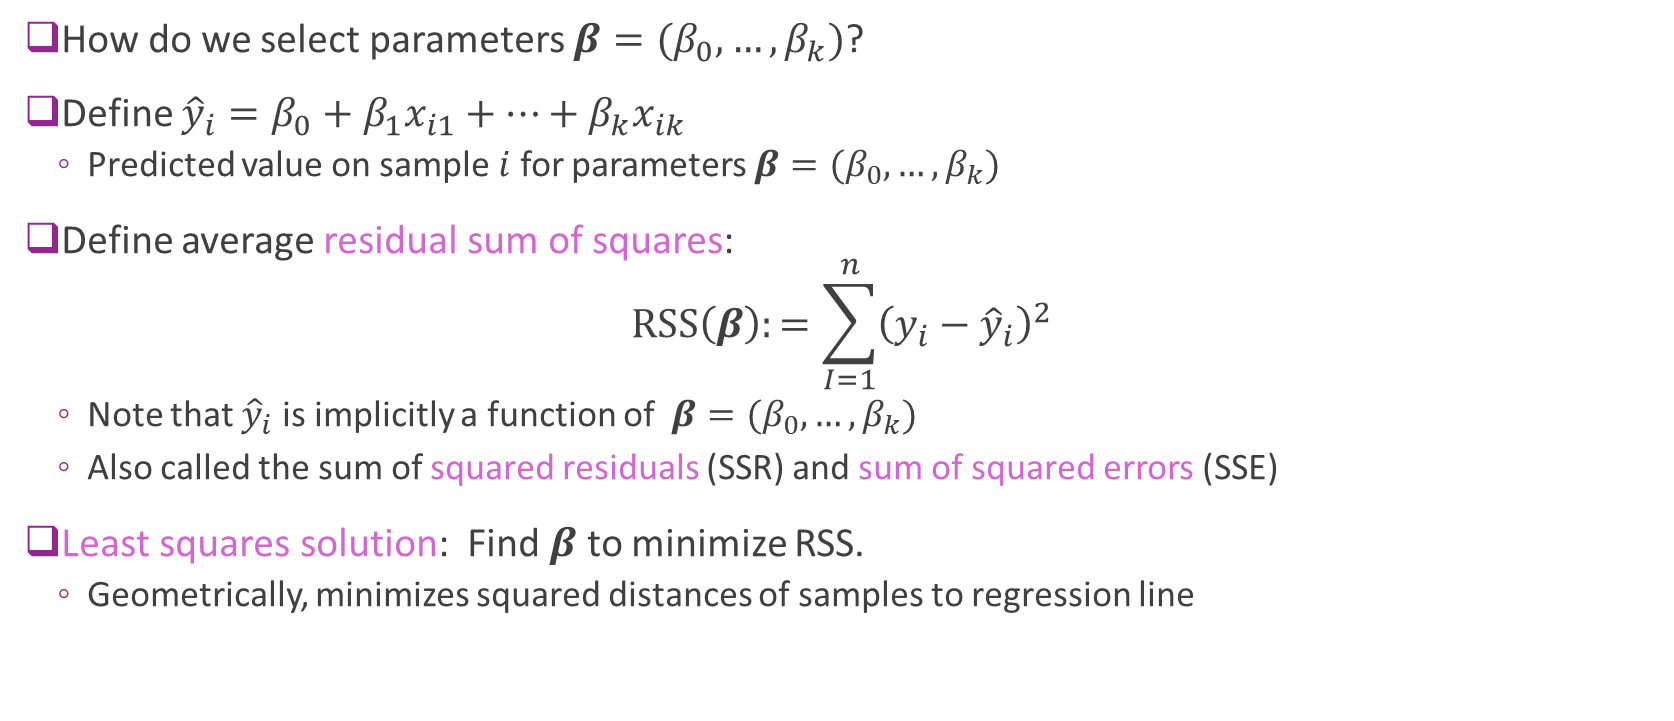 ❑How do we select parameters 𝜷 = (β₀, … , βₖ)?
❑Define ŷᵢ = β₀ + β₁xᵢ₁ + ⋯ + βₖxᵢₖ
◦ Predicted value on sample i for parameters 𝜷 = (β₀, … , βₖ)
❑Define average residual sum of squares:
RSS(𝜷): = ∑_{I=1}^{n} (yᵢ − ŷᵢ)²
◦ Note that ŷᵢ is implicitly a function of 𝜷 = (β₀, … , βₖ)
◦ Also called the sum of squared residuals (SSR) and sum of squared errors (SSE)
❑Least squares solution: Find 𝜷 to minimize RSS.
◦ Geometrically, minimizes squared distances of samples to regression line